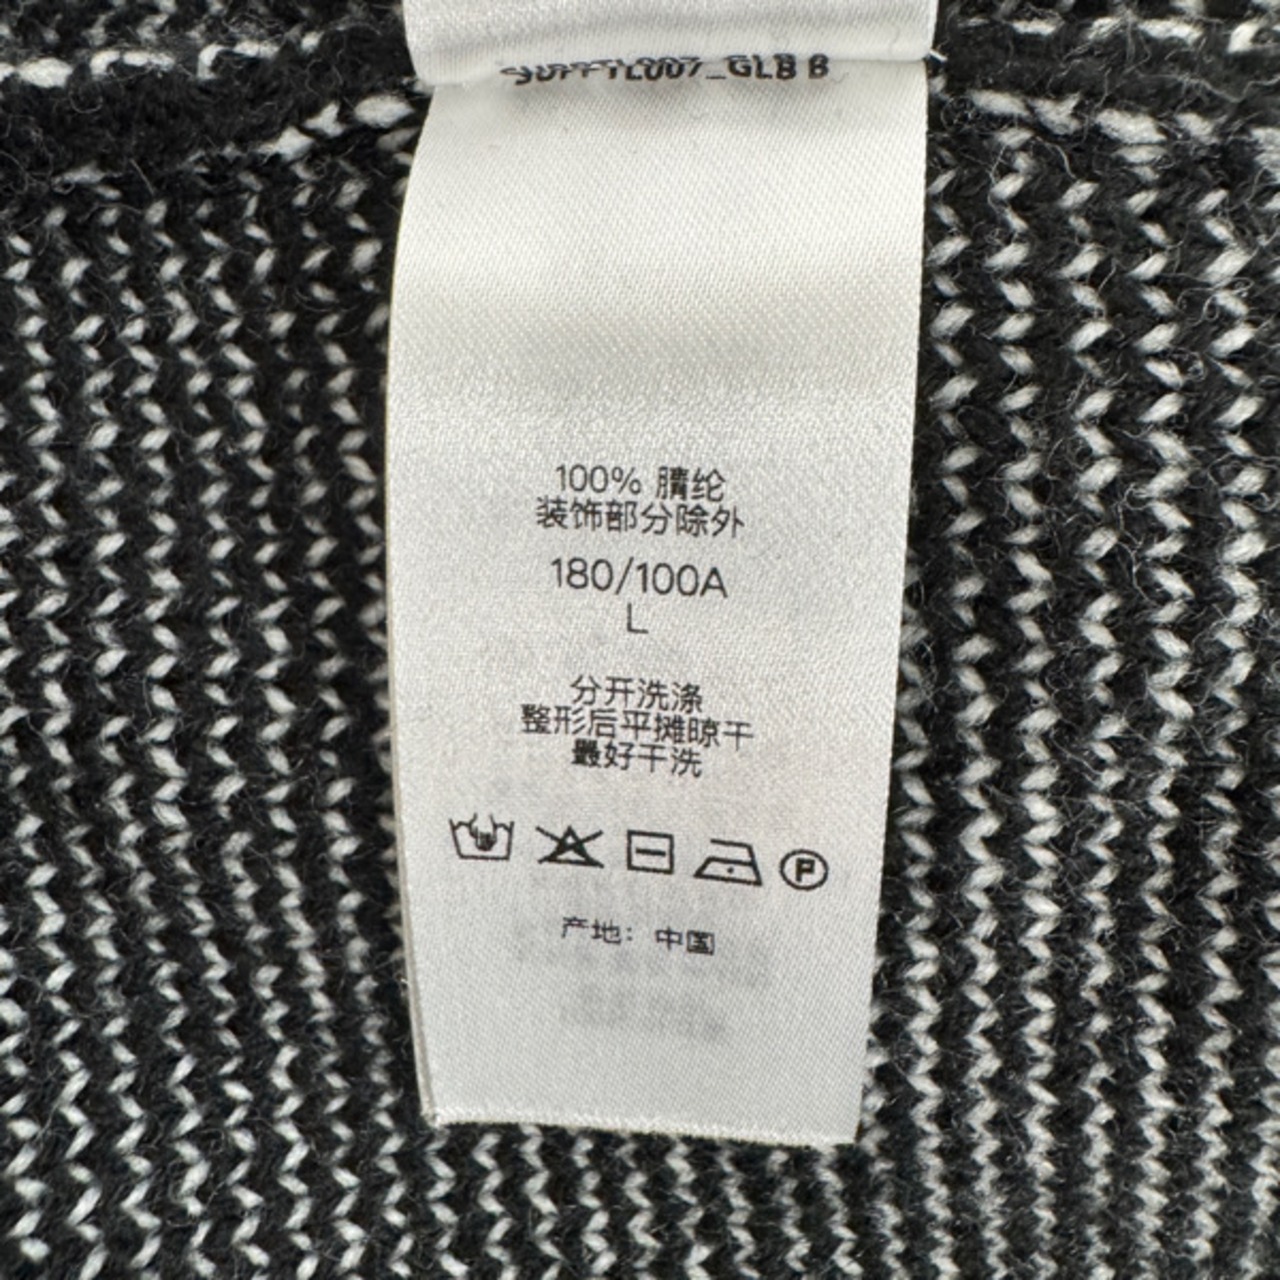 100% 腈纶
装饰部分除外
180/100A
L
分开洗涤
整形后平摊晾干
最好干洗
P
产地：中国